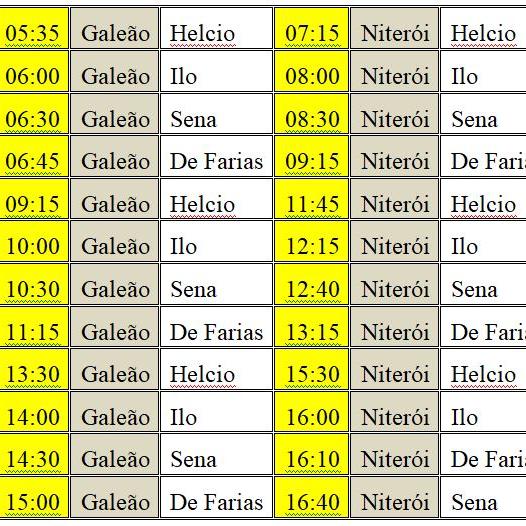 05:35 Galeão Helcio 07:15 Niterói Helcio
06:00 Galeão Ilo 08:00 Niterói Ilo
06:30 Galeão Sena 08:30 Niterói Sena
06:45 Galeão De Farias 09:15 Niterói De Fari
09:15 Galeão Helcio 11:45 Niterói Helcio
10:00 Galeão Ilo 12:15 Niterói Ilo
10:30 Galeão Sena 12:40 Niterói Sena
11:15 Galeão De Farias 13:15 Niterói De Fari
13:30 Galeão Helcio 15:30 Niterói Helcio
14:00 Galeão Ilo 16:00 Niterói Ilo
14:30 Galeão Sena 16:10 Niterói De Fari
15:00 Galeão De Farias 16:40 Niterói Sena